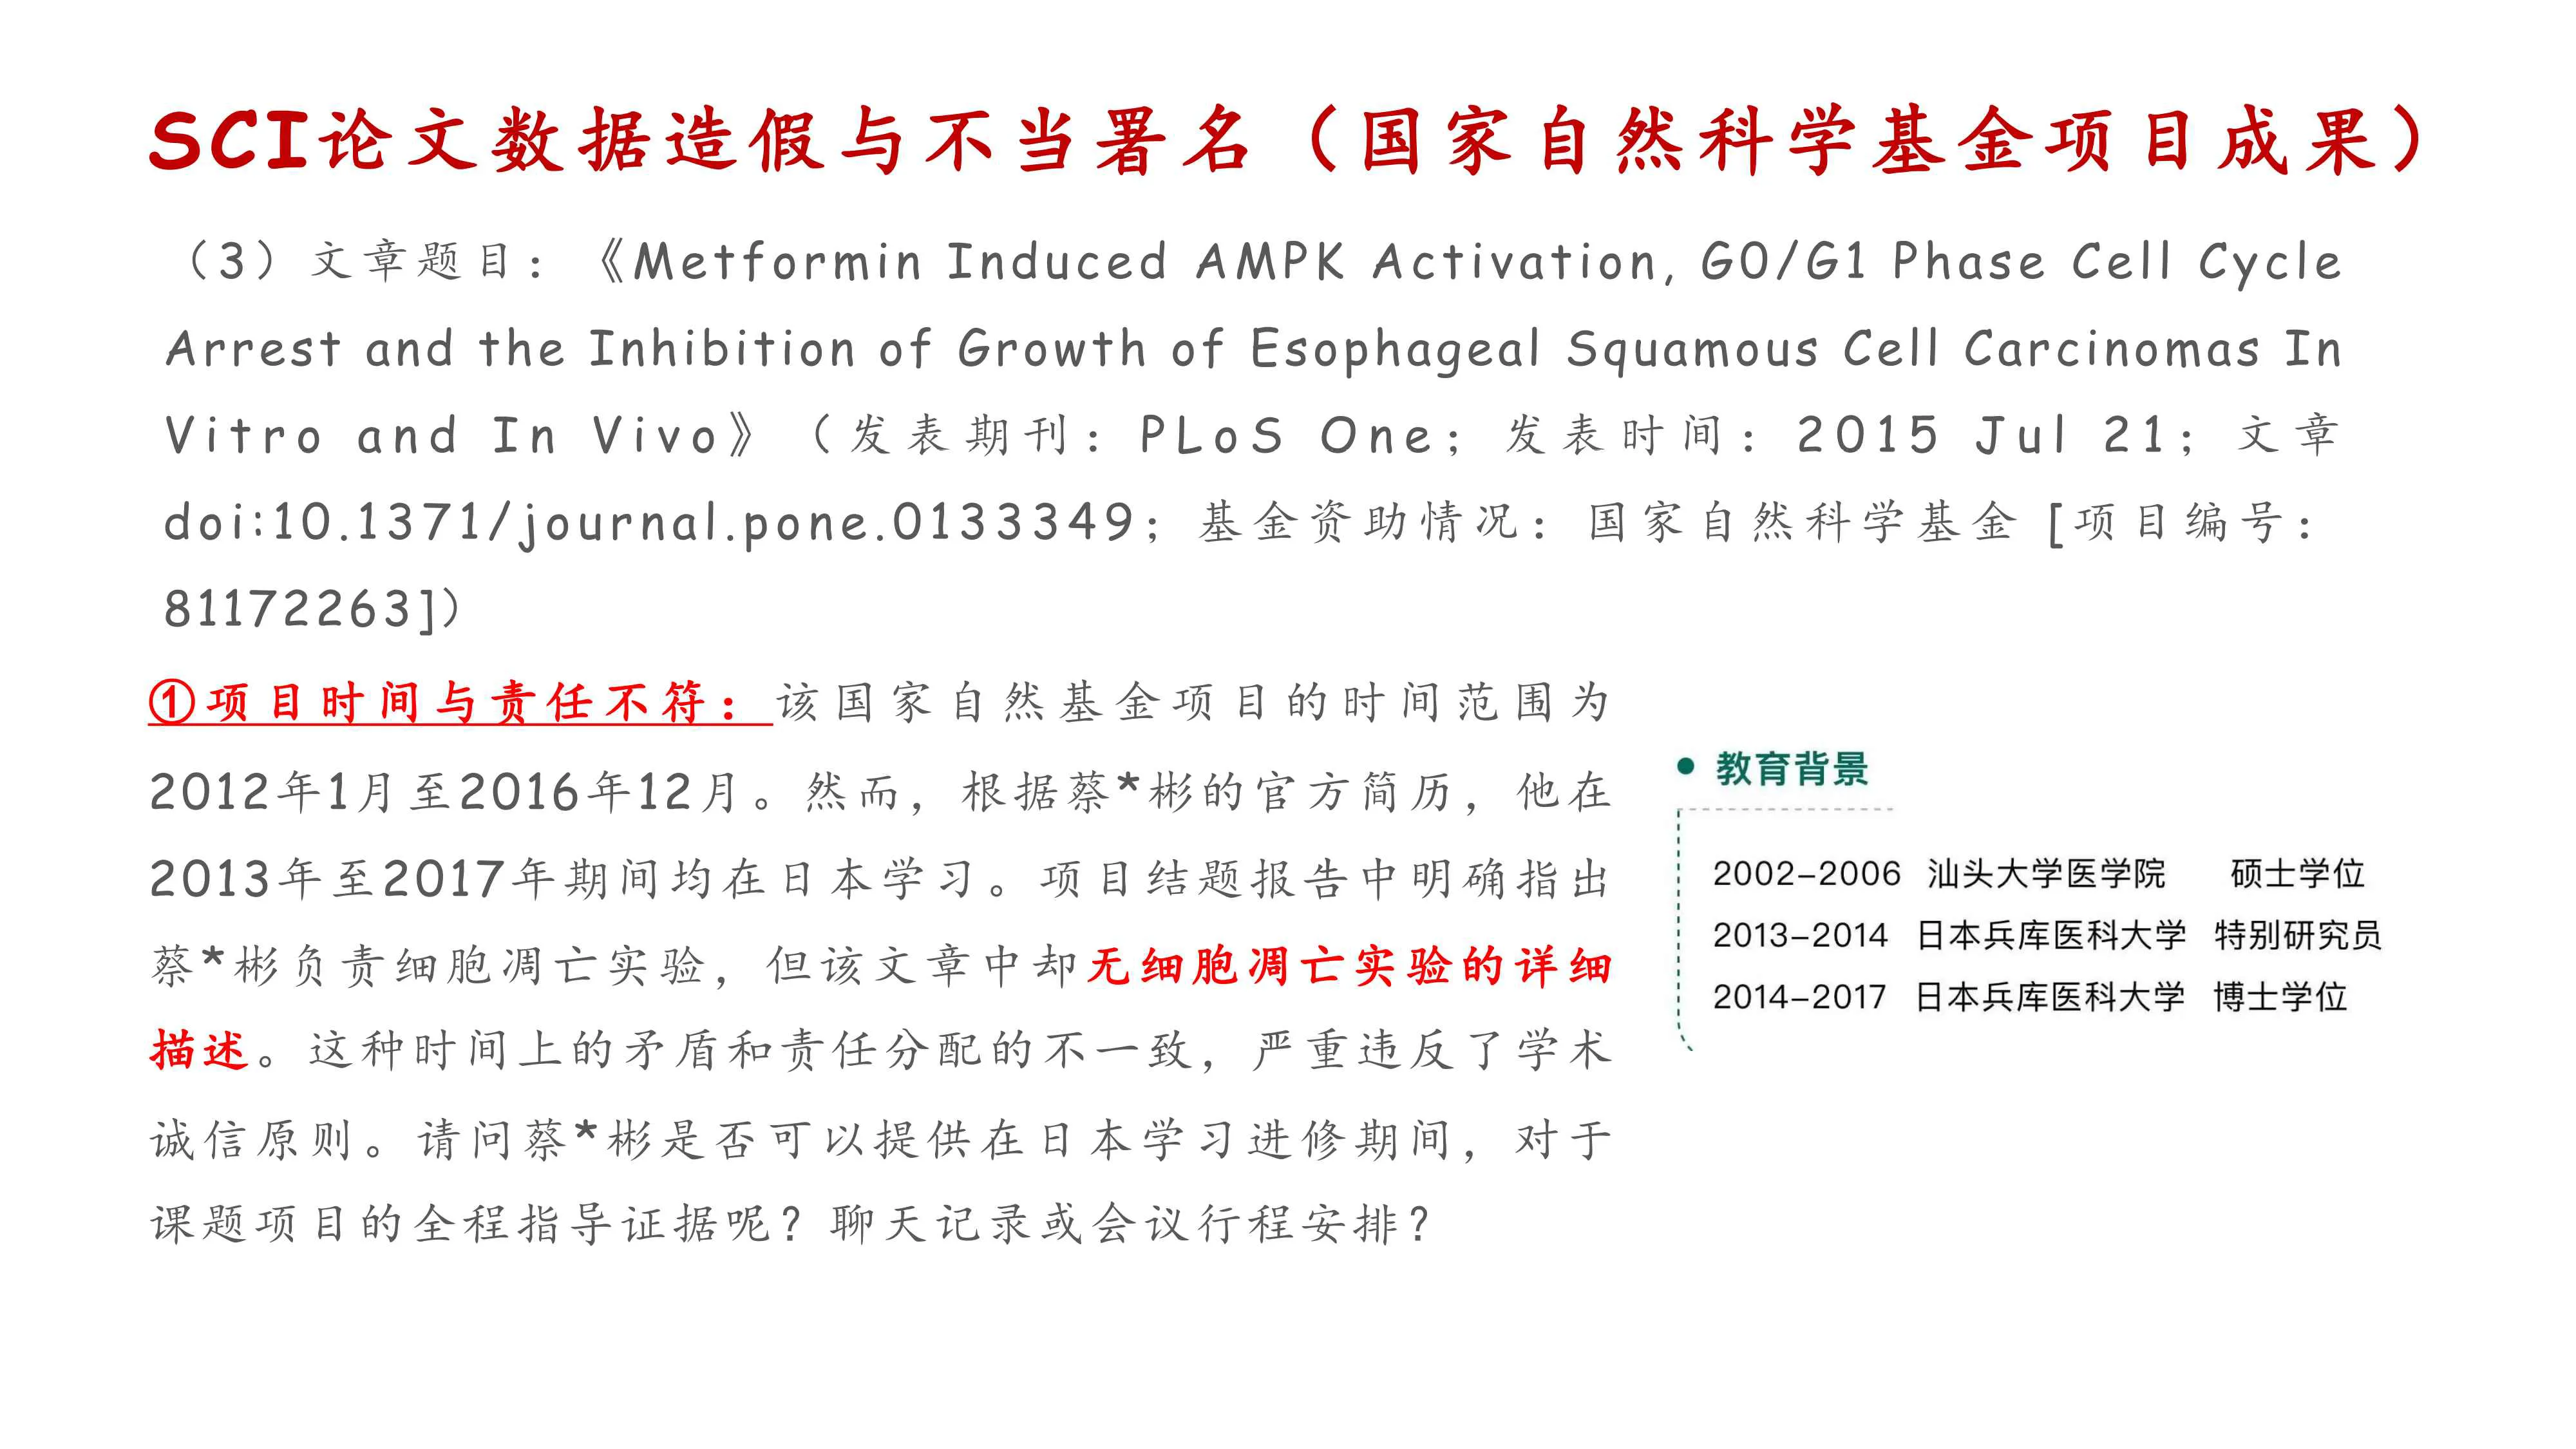 SCI论文数据造假与不当署名（国家自然科学基金项目成果）
（3）文章题目：《Metformin Induced AMPK Activation, G0/G1 Phase Cell Cycle
Arrest and the Inhibition of Growth of Esophageal Squamous Cell Carcinomas In
Vitro and In Vivo》（发表期刊：PLoS One；发表时间：2015 Jul 21；文章
doi:10.1371/journal.pone.0133349；基金资助情况：国家自然科学基金 [项目编号：
81172263]）
①项目时间与责任不符：该国家自然基金项目的时间范围为
2012年1月至2016年12月。然而，根据蔡*彬的官方简历，他在
2013年至2017年期间均在日本学习。项目结题报告中明确指出
蔡*彬负责细胞凋亡实验，但该文章中却无细胞凋亡实验的详细
描述。这种时间上的矛盾和责任分配的不一致，严重违反了学术
诚信原则。请问蔡*彬是否可以提供在日本学习进修期间，对于
课题项目的全程指导证据呢？聊天记录或会议行程安排？
• 教育背景
2002-2006 汕头大学医学院 硕士学位
2013-2014 日本兵库医科大学 特别研究员
2014-2017 日本兵库医科大学 博士学位